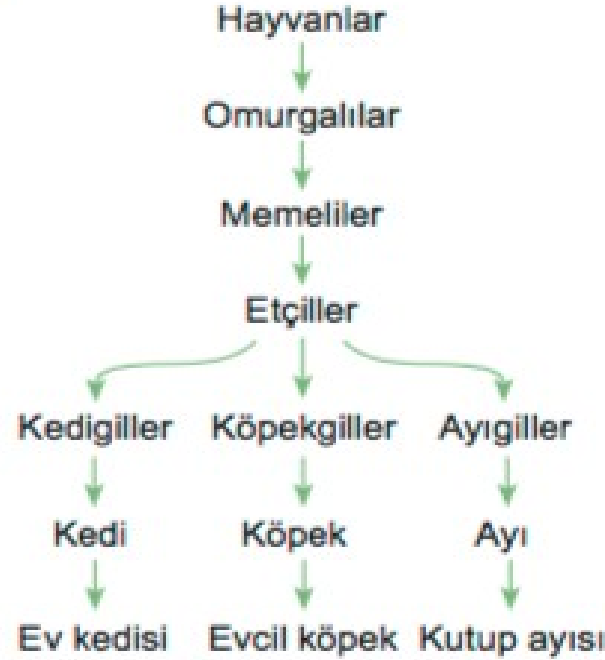 Hayvanlar
Omurgalılar
Memeliler
Etçiller
Kedigiller Köpekgiller Ayıgiller
Kedi Köpek Ayı
Ev kedisi Evcil köpek Kutup ayısı